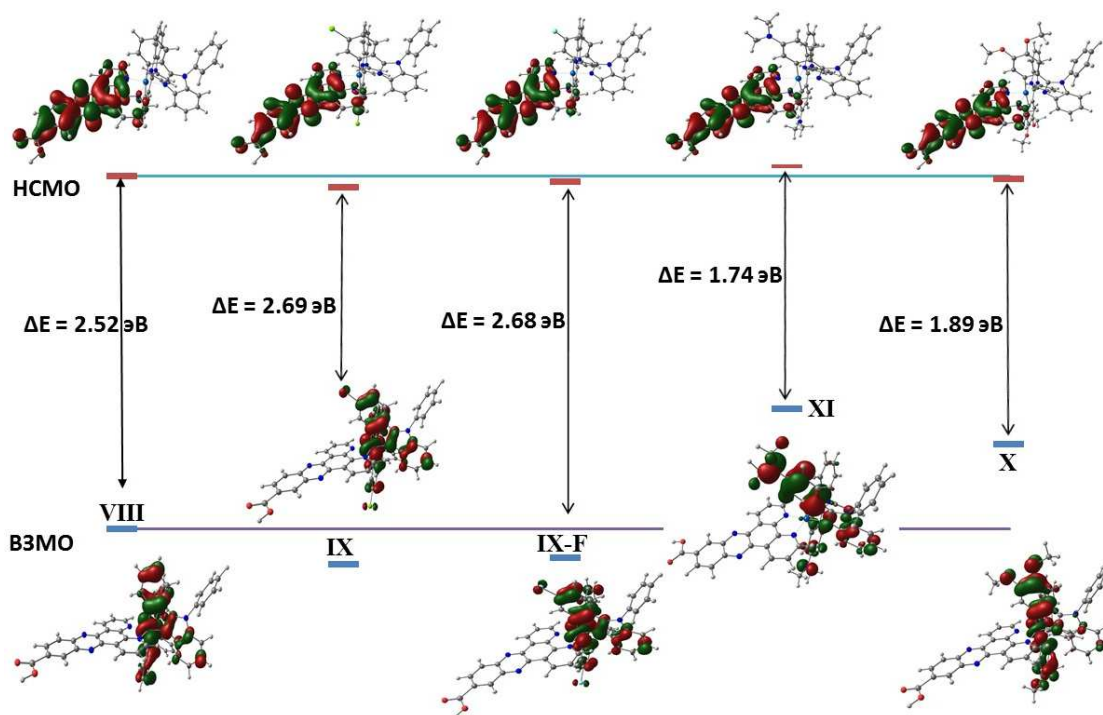 НСМО
ΔE = 2.52 эВ
ΔE = 2.69 эВ
ΔE = 2.68 эВ
ΔE = 1.74 эВ
ΔE = 1.89 эВ
XI
X
VIII
ВЗМО
IX
IX-F